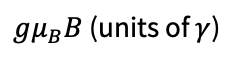 gμ_B B (units of γ)